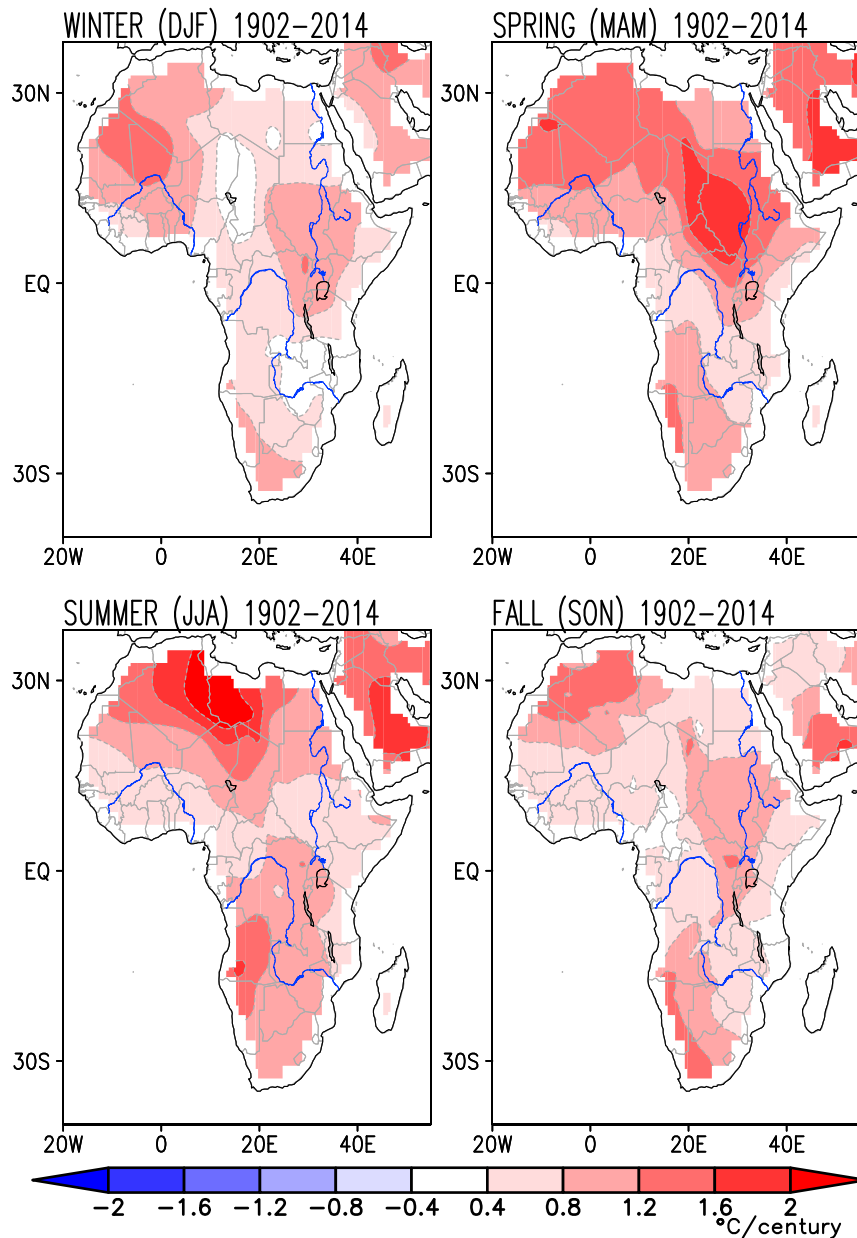 WINTER (DJF) 1902-2014
SPRING (MAM) 1902-2014
30N
EQ
30S
20W 0 20E 40E
30N
EQ
30S
20W 0 20E 40E
SUMMER (JJA) 1902-2014
FALL (SON) 1902-2014
30N
EQ
30S
20W 0 20E 40E
30N
EQ
30S
20W 0 20E 40E
-2 -1.6 -1.2 -0.8 -0.4 0.4 0.8 1.2 1.6 2
°C/century